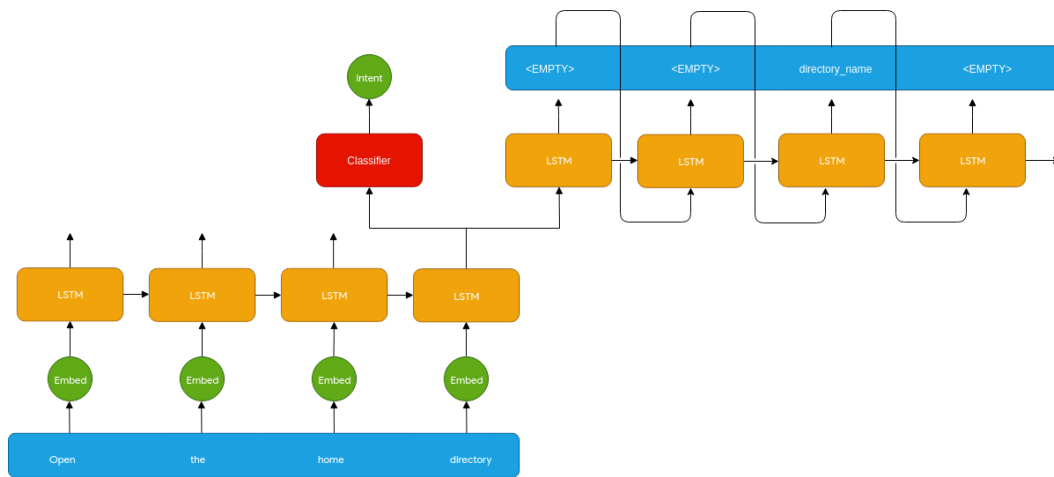 <EMPTY> <EMPTY> directory_name <EMPTY>
Intent
Classifier LSTM LSTM LSTM LSTM
LSTM LSTM LSTM LSTM
Embed Embed Embed Embed
Open the home directory